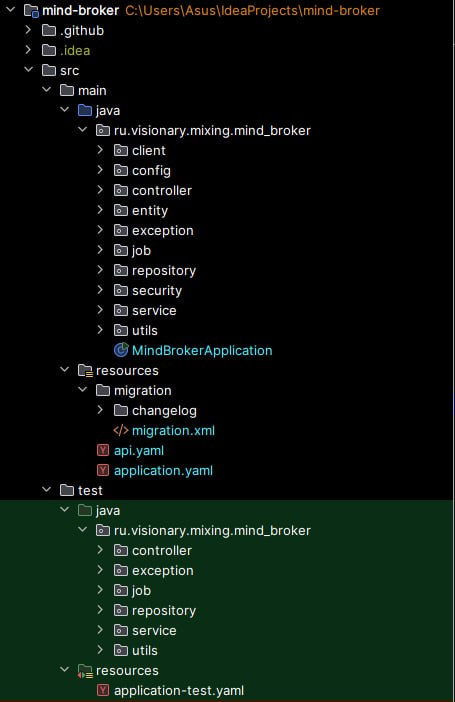 mind-broker C:\Users\Asus\IdeaProjects\mind-broker
.github
.idea
src
main
java
ru.visionary.mixing.mind_broker
client
config
controller
entity
exception
job
repository
security
service
utils
MindBrokerApplication
resources
migration
changelog
</> migration.xml
Y api.yaml
Y application.yaml
test
java
ru.visionary.mixing.mind_broker
controller
exception
job
repository
service
utils
resources
Y application-test.yaml